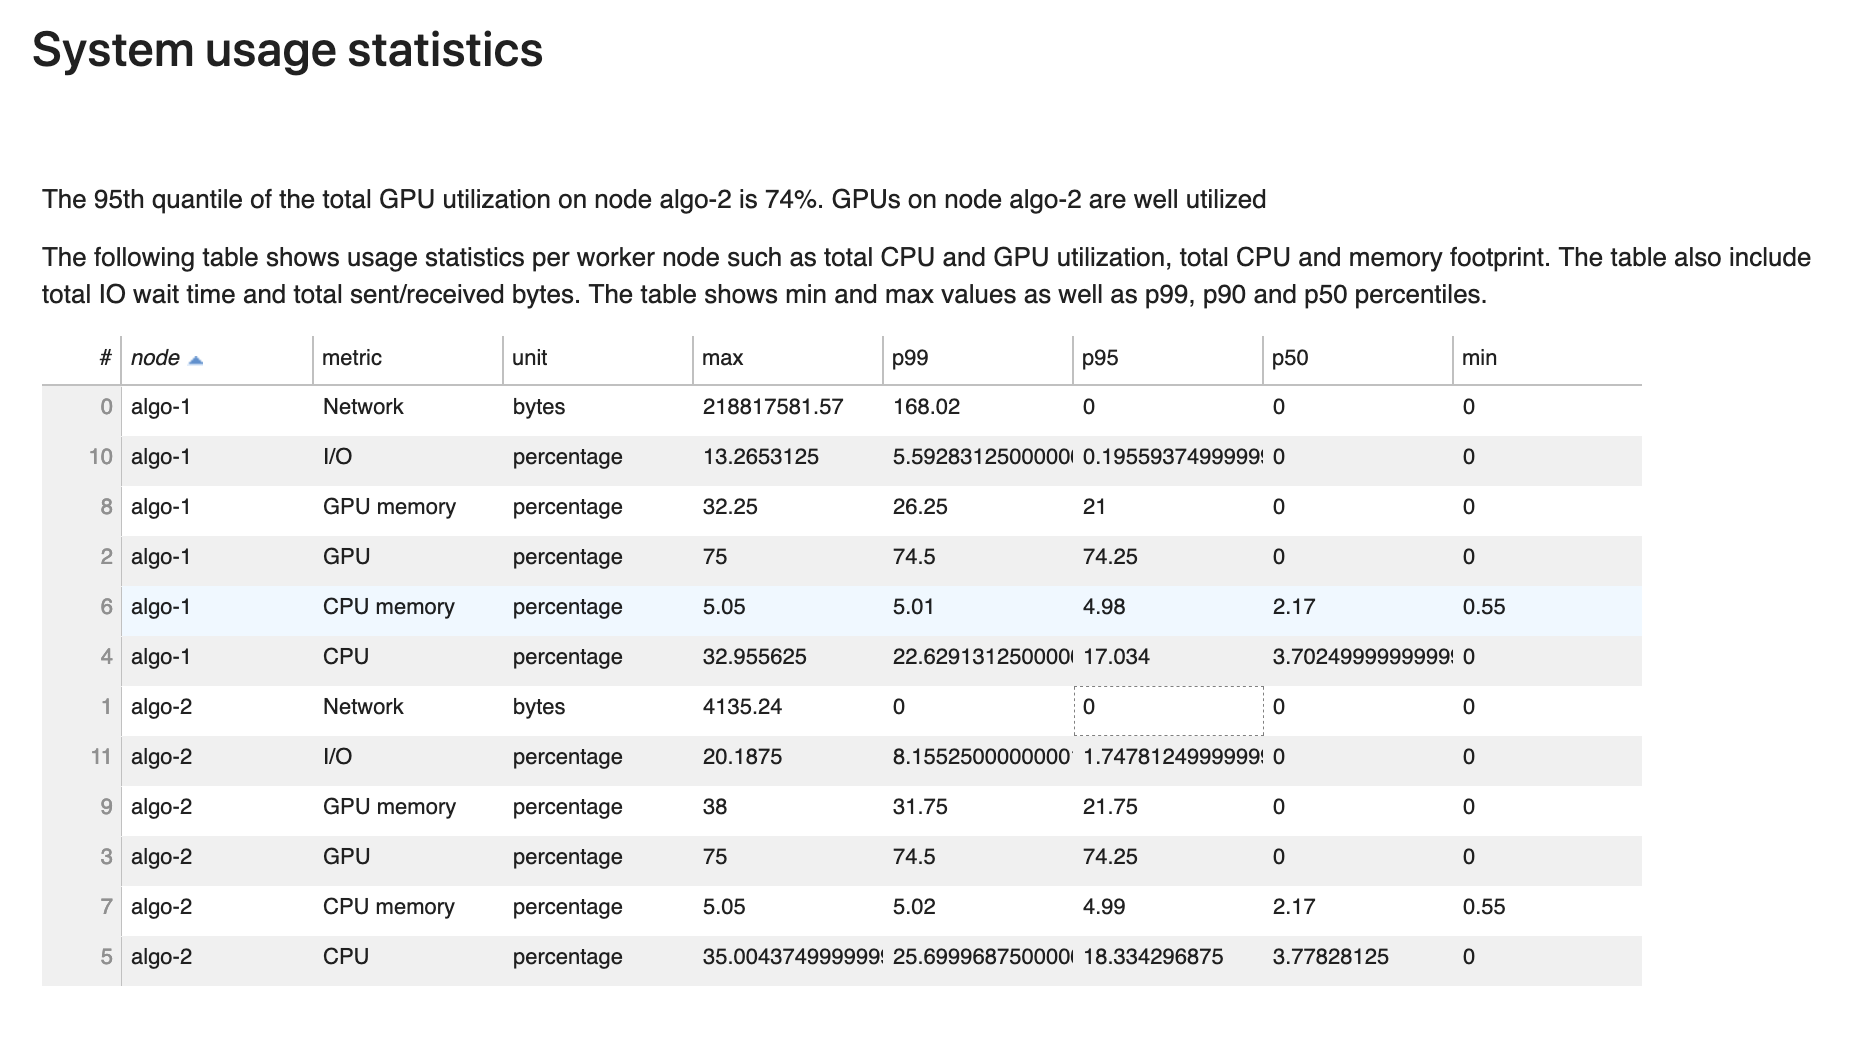 System usage statistics
The 95th quantile of the total GPU utilization on node algo-2 is 74%. GPUs on node algo-2 are well utilized
The following table shows usage statistics per worker node such as total CPU and GPU utilization, total CPU and memory footprint. The table also include
total IO wait time and total sent/received bytes. The table shows min and max values as well as p99, p90 and p50 percentiles.
# node metric unit max p99 p95 p50 min
0 algo-1 Network bytes 218817581.57 168.02 0 0 0
10 algo-1 I/O percentage 13.2653125 5.5928312500000 0.1955937499999 0 0
8 algo-1 GPU memory percentage 32.25 26.25 21 0 0
2 algo-1 GPU percentage 75 74.5 74.25 0 0
6 algo-1 CPU memory percentage 5.05 5.01 4.98 2.17 0.55
4 algo-1 CPU percentage 32.955625 22.629131250000 17.034 3.7024999999999 0
1 algo-2 Network bytes 4135.24 0 0 0 0
11 algo-2 I/O percentage 20.1875 8.1552500000000 1.7478124999999 0 0
9 algo-2 GPU memory percentage 38 31.75 21.75 0 0
3 algo-2 GPU percentage 75 74.5 74.25 0 0
7 algo-2 CPU memory percentage 5.05 5.02 4.99 2.17 0.55
5 algo-2 CPU percentage 35.004374999999 25.699968750000 18.334296875 3.77828125 0